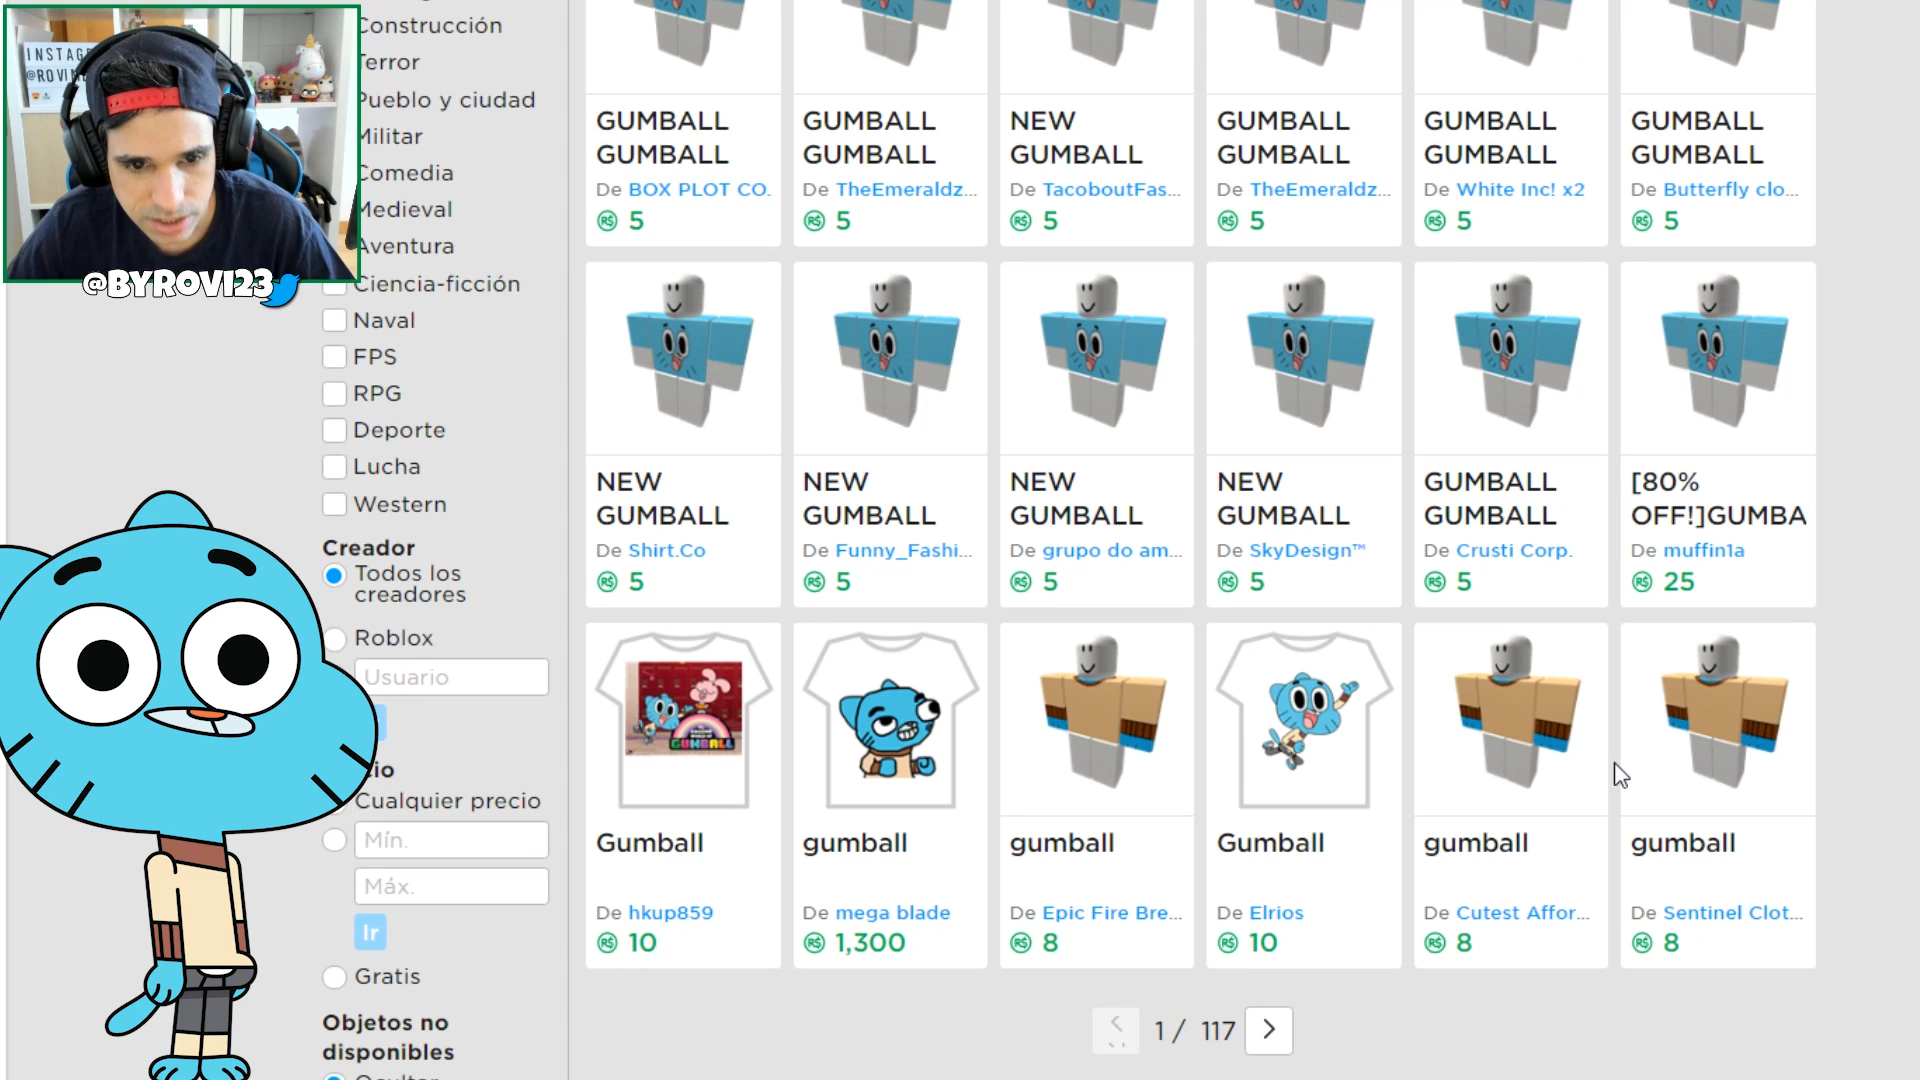 INSTAG
@ROVIN
@BYROVI23
Construcción
Terror
Pueblo y ciudad
Militar
Comedia
Medieval
Aventura
Ciencia-ficción
Naval
FPS
RPG
Deporte
Lucha
Western
Creador
Todos los
creadores
Roblox
Usuario
cio
Cualquier precio
Mín.
Máx.
Ir
Gratis
Objetos no
disponibles
Ocultar
GUMBALL
GUMBALL
De BOX PLOT CO.
5
GUMBALL
GUMBALL
De TheEmeraldz...
5
NEW
GUMBALL
De TacoboutFas...
5
GUMBALL
GUMBALL
De TheEmeraldz...
5
GUMBALL
GUMBALL
De White Inc! x2
5
GUMBALL
GUMBALL
De Butterfly clo...
5
NEW
GUMBALL
De Shirt.Co
5
NEW
GUMBALL
De Funny_Fashi...
5
NEW
GUMBALL
De grupo do am...
5
NEW
GUMBALL
De SkyDesign™
5
GUMBALL
GUMBALL
De Crusti Corp.
5
[80%
OFF!]GUMBA
De muffin1a
25
GUMBALL
Gumball
De hkup859
10
gumball
De mega blade
1,300
gumball
De Epic Fire Bre...
8
Gumball
De Elrios
10
gumball
De Cutest Affor...
8
gumball
De Sentinel Clot...
8
1 / 117